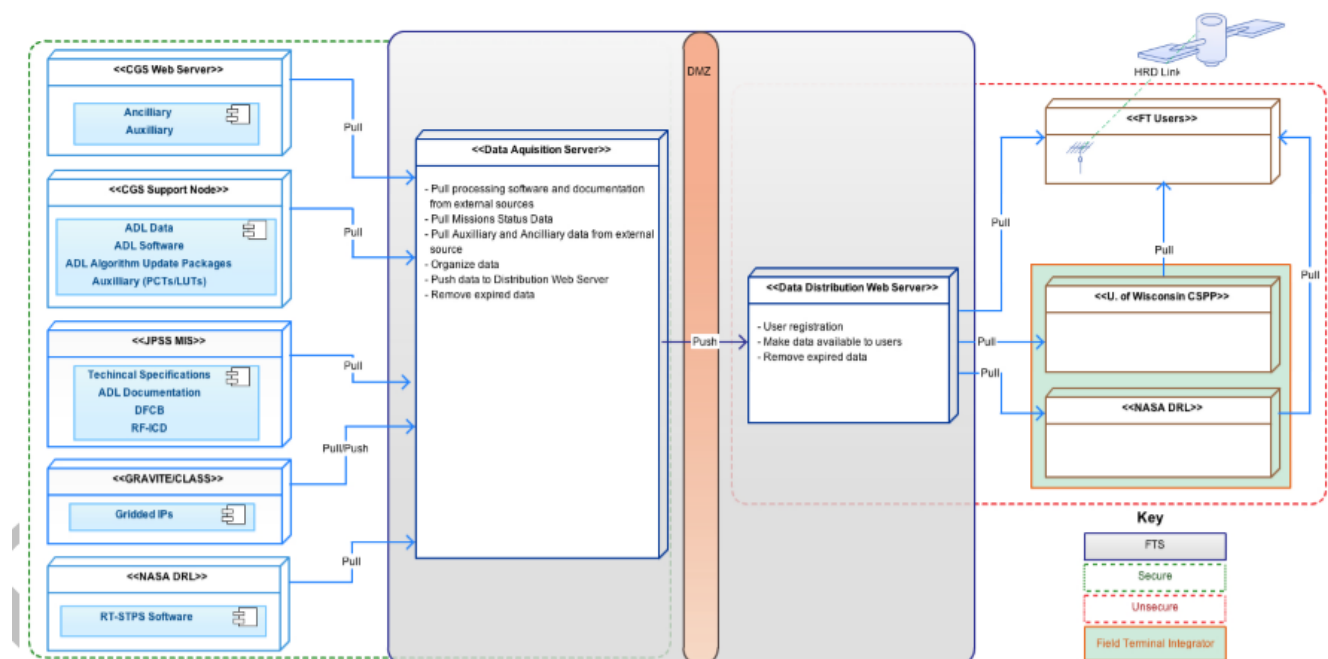 <<CGS Web Server>>
Ancilliary
Auxilliary
<<CGS Support Node>>
ADL Data
ADL Software
ADL Algorithm Update Packages
Auxilliary (PCTs/LUTs)
<<JPSS MIS>>
Techincal Specifications
ADL Documentation
DFCB
RF-ICD
<<GRAVITE/CLASS>>
Gridded IPs
<<NASA DRL>>
RT-STPS Software
Pull
Pull
Pull
Pull/Push
Pull
<<Data Aquisition Server>>
- Pull processing software and documentation
from external sources
- Pull Missions Status Data
- Pull Auxilliary and Ancilliary data from external
source
- Organize data
- Push data to Distribution Web Server
- Remove expired data
DMZ
Push
<<Data Distribution Web Server>>
- User registration
- Make data available to users
- Remove expired data
Pull
Pull
Pull
HRD Link
<<FT Users>>
Pull
Pull
<<U. of Wisconsin CSPP>>
<<NASA DRL>>
Key
FTS
Secure
Unsecure
Field Terminal Integrator